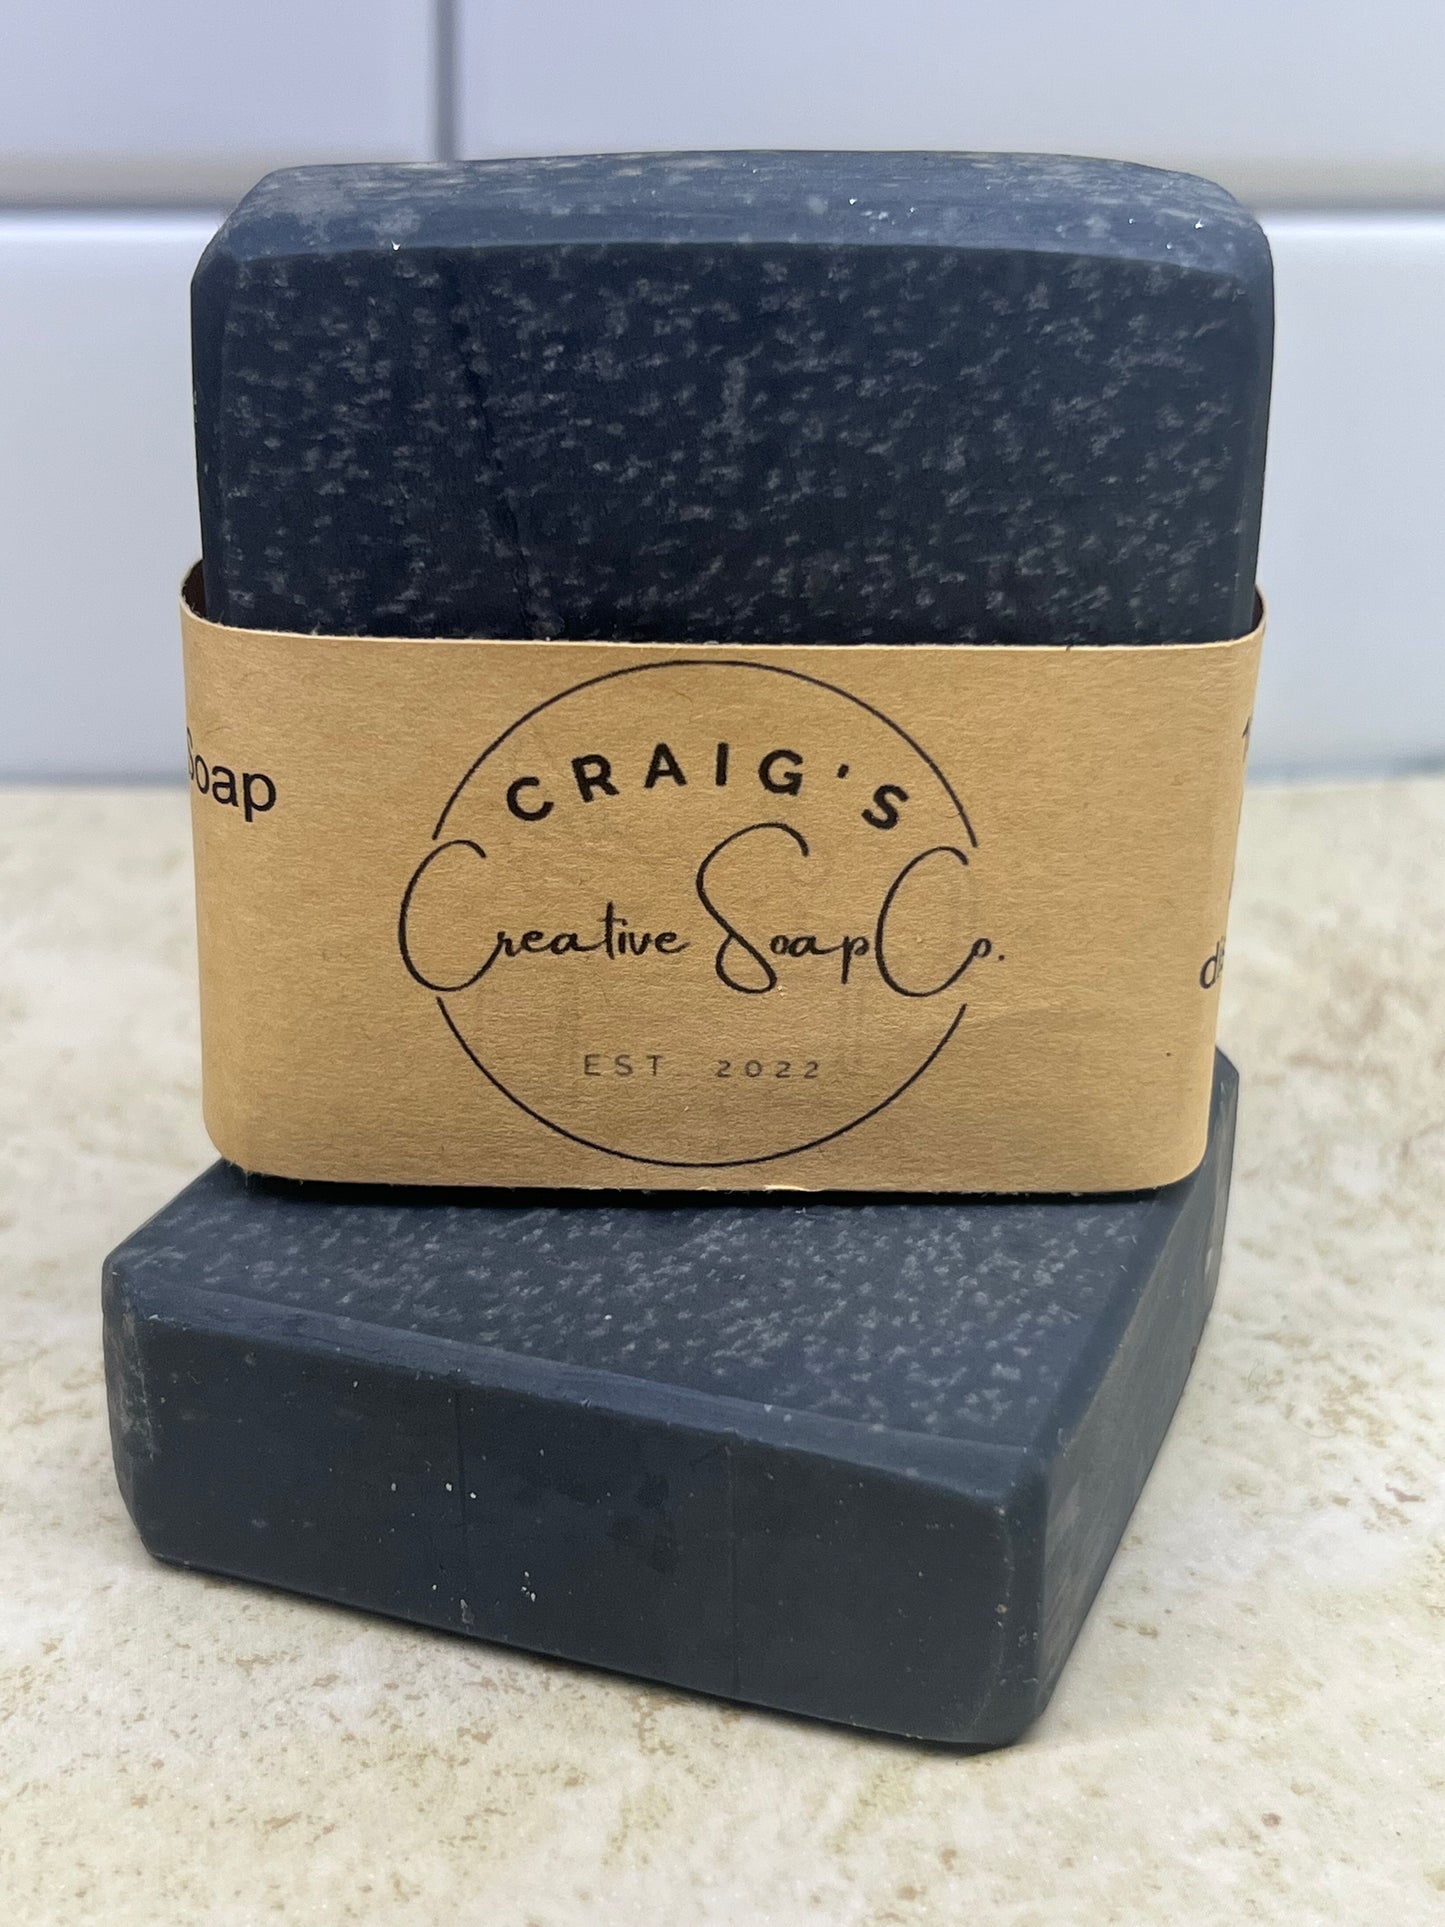 CRAIG'S
Creative Soap Co.
EST. 2022
Soap